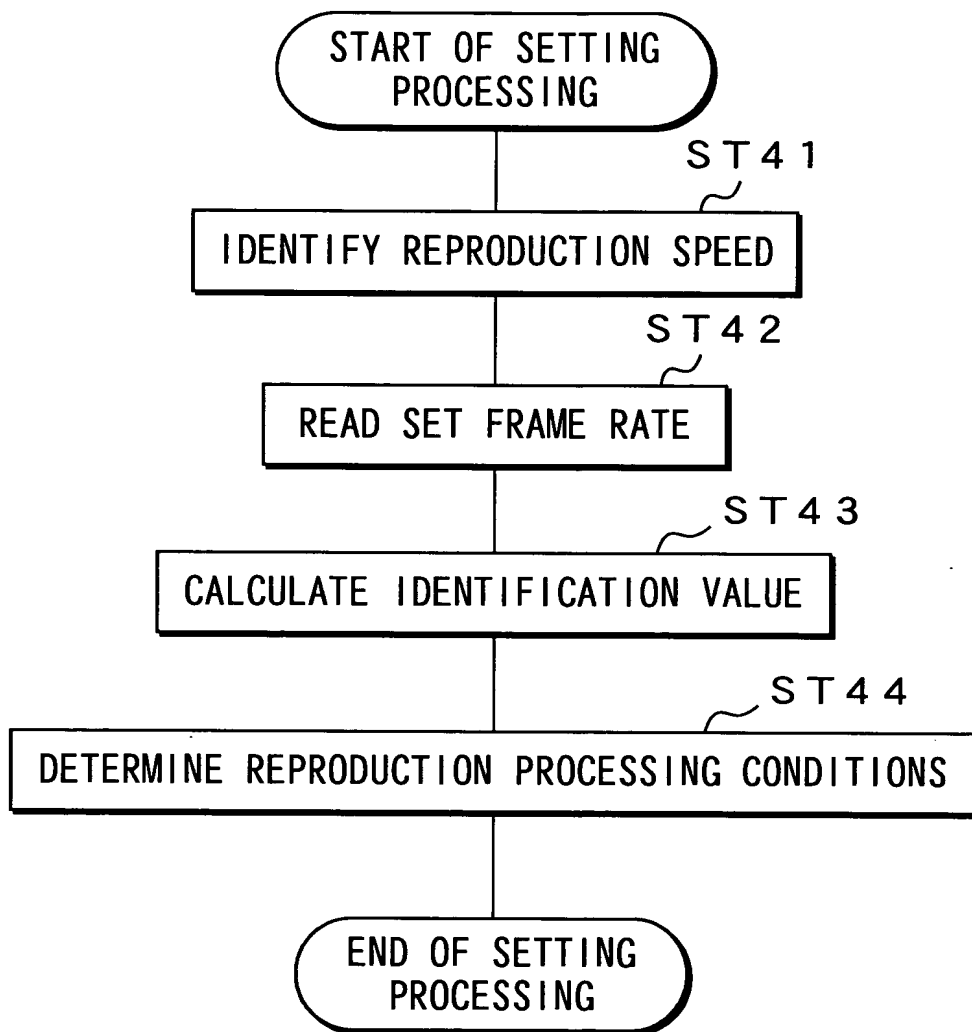 START OF SETTING
PROCESSING
ST41
IDENTIFY REPRODUCTION SPEED
ST42
READ SET FRAME RATE
ST43
CALCULATE IDENTIFICATION VALUE
ST44
DETERMINE REPRODUCTION PROCESSING CONDITIONS
END OF SETTING
PROCESSING